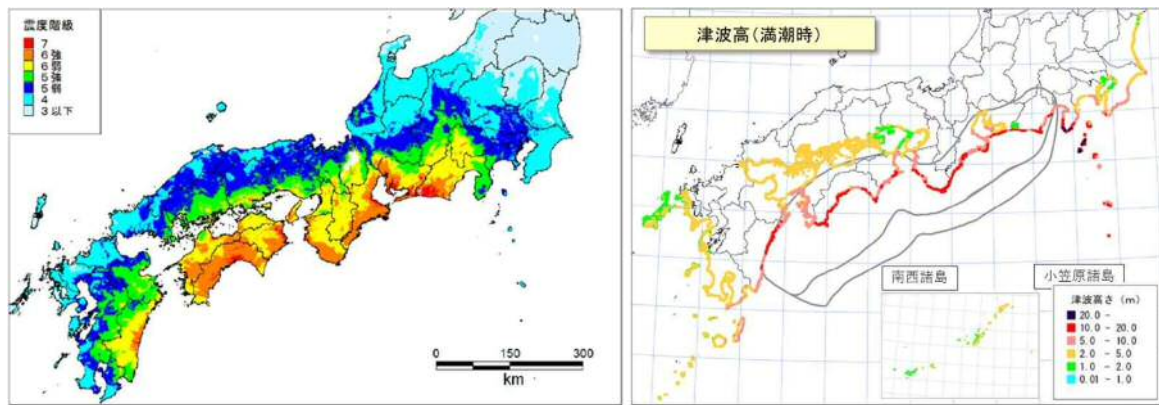 震度階級
7
6強
6弱
5強
5弱
4
3以下
0 150 300
km
津波高(満潮時)
南西諸島
小笠原諸島
津波高さ (m)
20.0 -
10.0 - 20.0
5.0 - 10.0
2.0 - 5.0
1.0 - 2.0
0.01 - 1.0